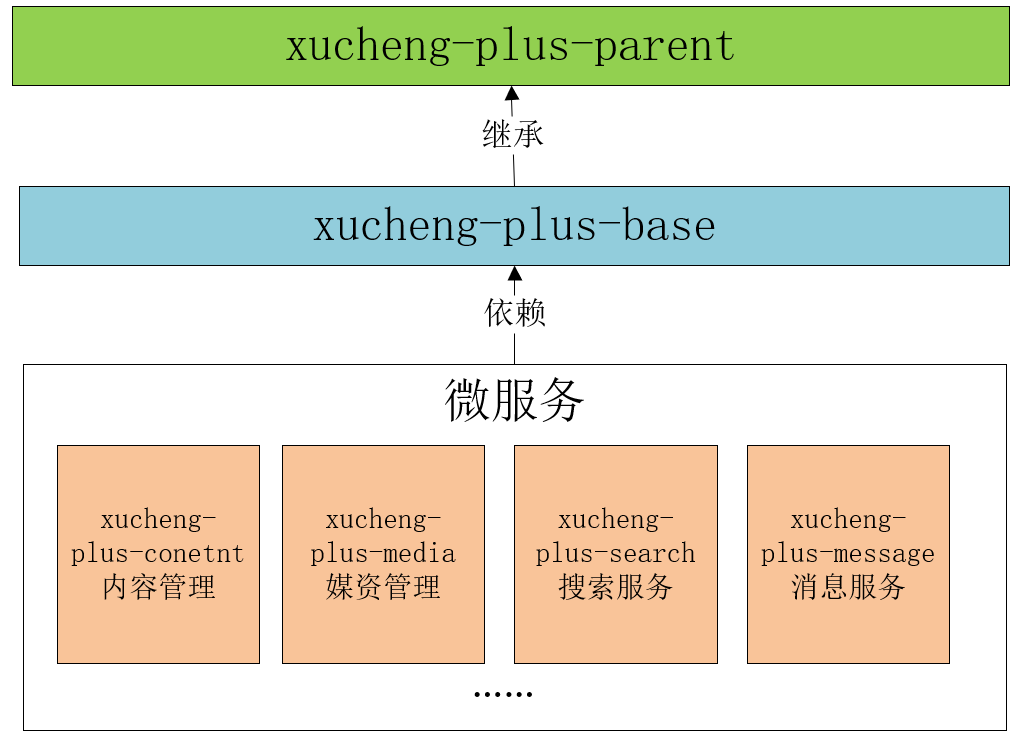 xucheng-plus-parent
继承
xucheng-plus-base
依赖
微服务
xucheng-
plus-conetnt
内容管理
xucheng-
plus-media
媒资管理
xucheng-
plus-search
搜索服务
xucheng-
plus-message
消息服务
……